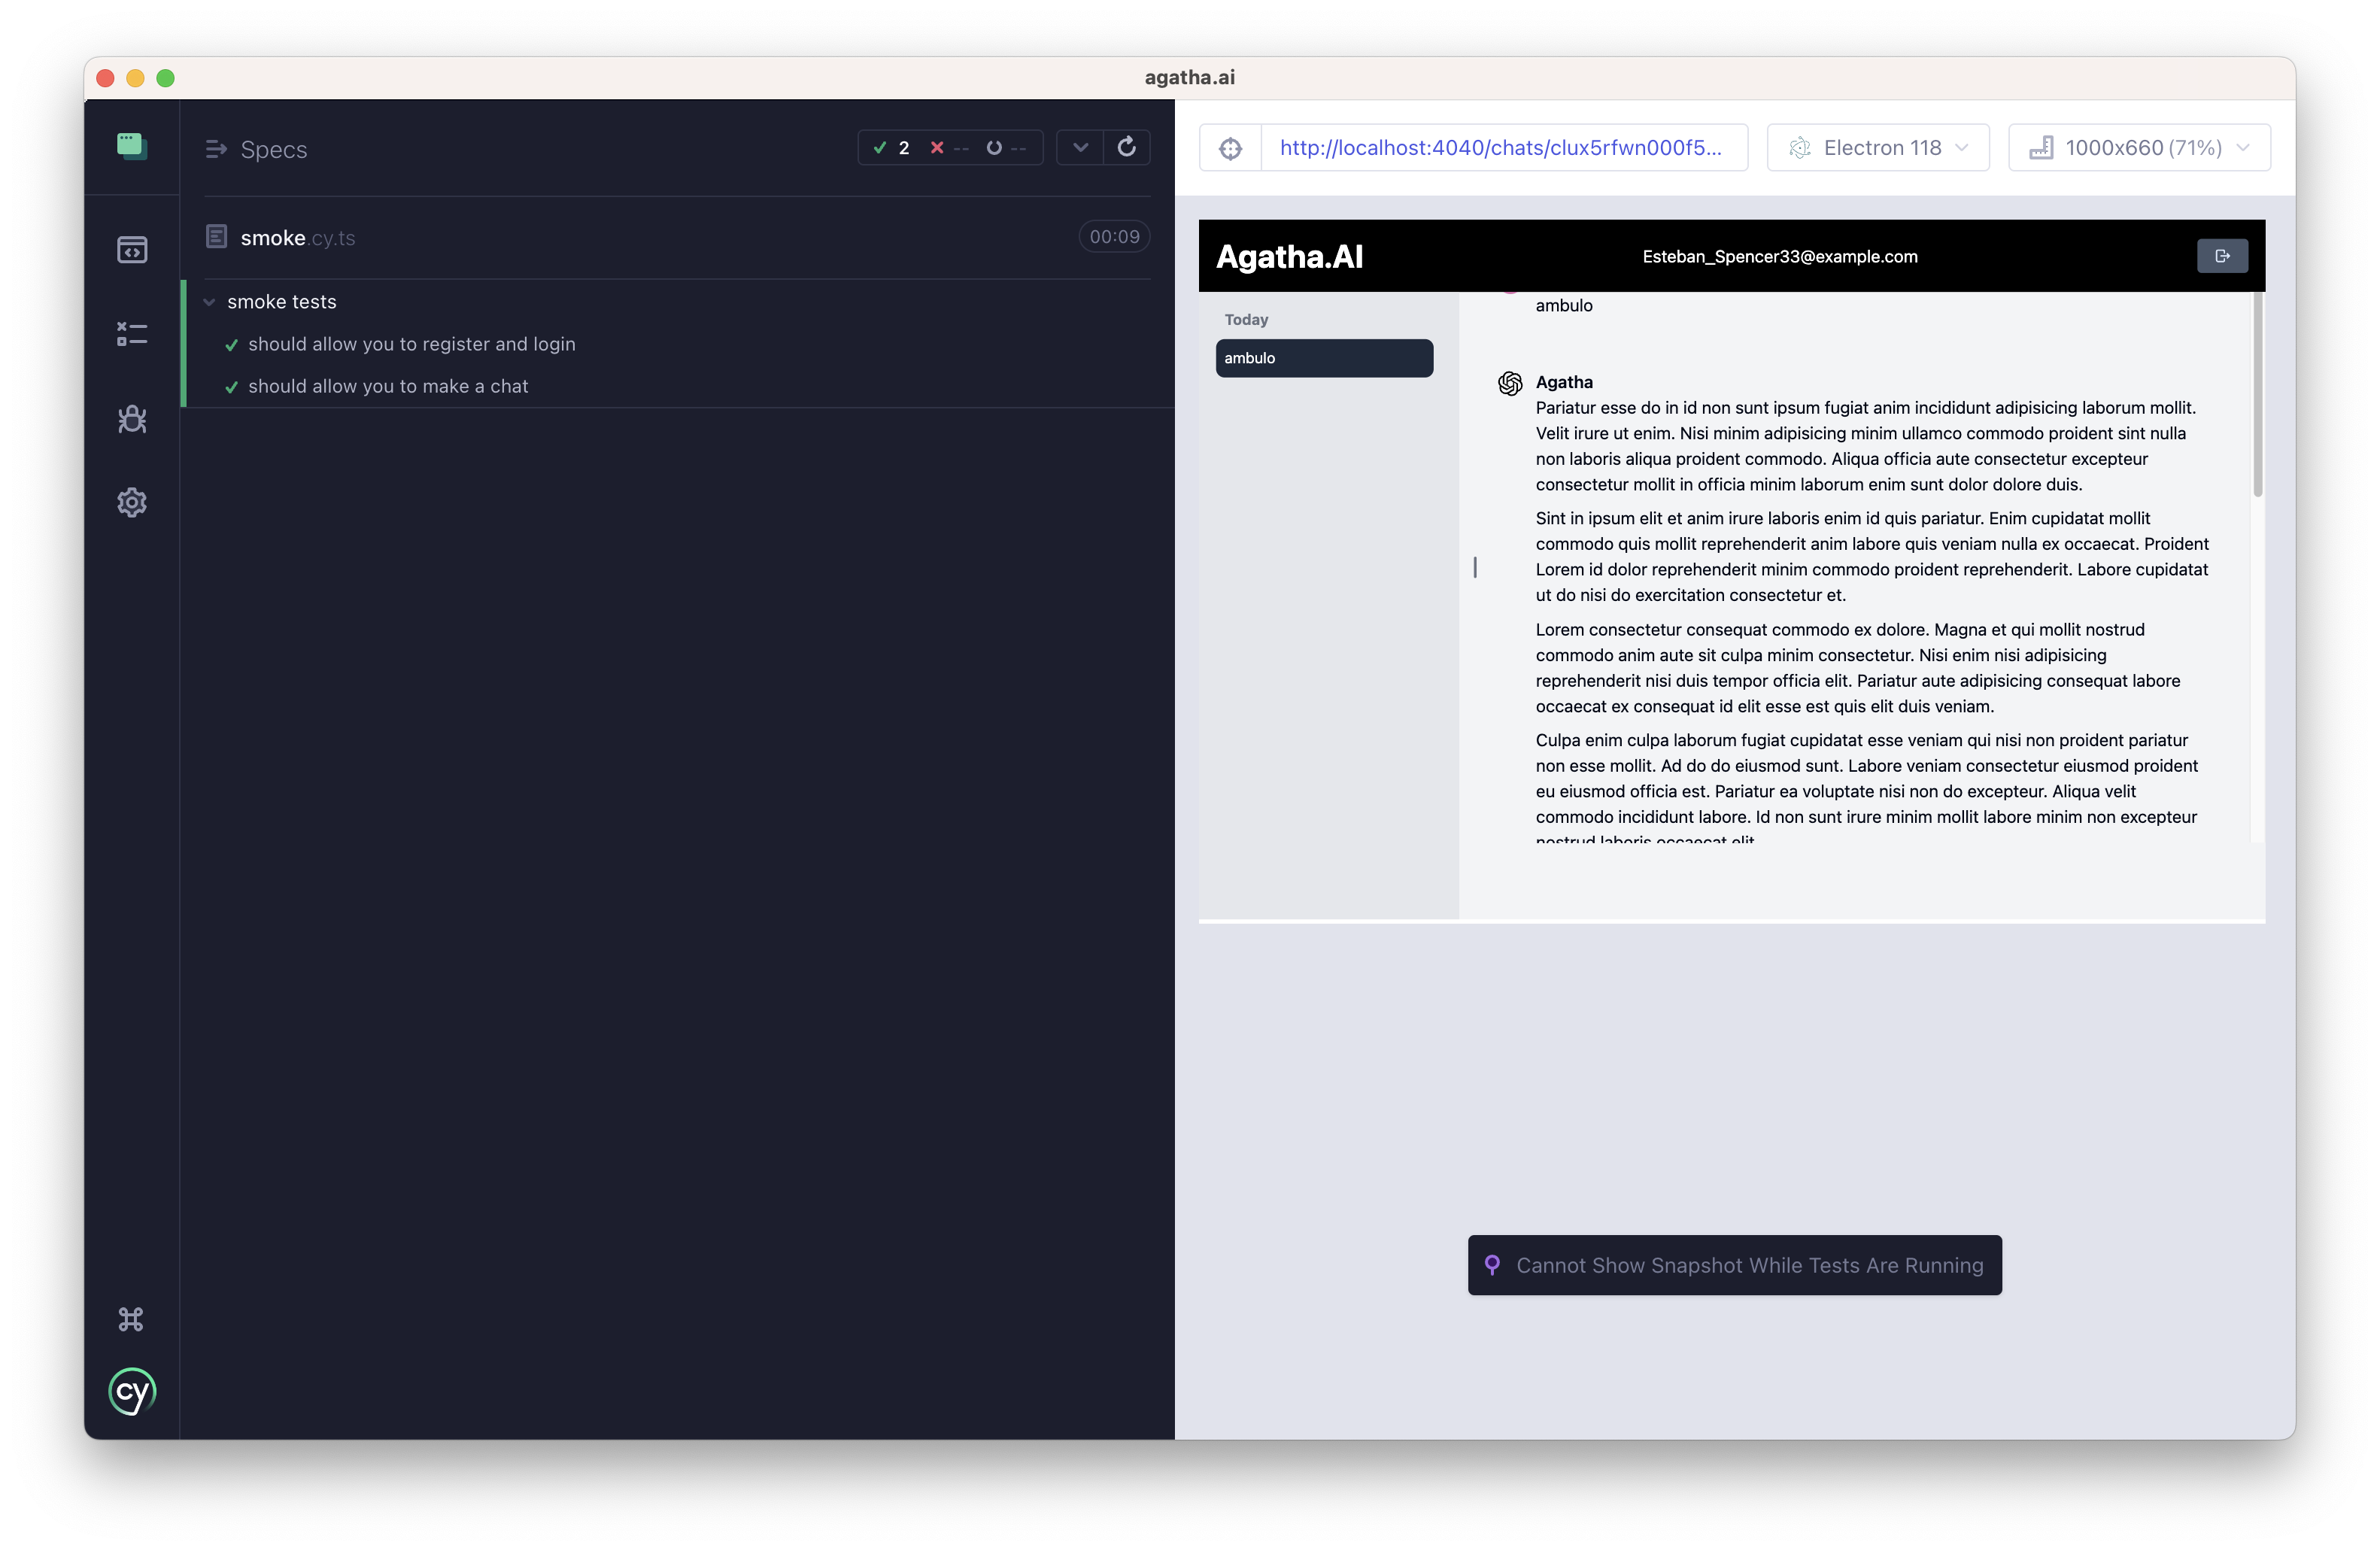 agatha.ai
Specs
2 -- --
smoke.cy.ts
00:09
smoke tests
should allow you to register and login
should allow you to make a chat
cy
http://localhost:4040/chats/clux5rfwn000f5...
Electron 118
1000x660 (71%)
Agatha.AI
Esteban_Spencer33@example.com
Today
ambulo
ambulo
Agatha
Pariatur esse do in id non sunt ipsum fugiat anim incididunt adipisicing laborum mollit.
Velit irure ut enim. Nisi minim adipisicing minim ullamco commodo proident sint nulla
non laboris aliqua proident commodo. Aliqua officia aute consectetur excepteur
consectetur mollit in officia minim laborum enim sunt dolor dolore duis.
Sint in ipsum elit et anim irure laboris enim id quis pariatur. Enim cupidatat mollit
commodo quis mollit reprehenderit anim labore quis veniam nulla ex occaecat. Proident
Lorem id dolor reprehenderit minim commodo proident reprehenderit. Labore cupidatat
ut do nisi do exercitation consectetur et.
Lorem consectetur consequat commodo ex dolore. Magna et qui mollit nostrud
commodo anim aute sit culpa minim consectetur. Nisi enim nisi adipisicing
reprehenderit nisi duis tempor officia elit. Pariatur aute adipisicing consequat labore
occaecat ex consequat id elit esse est quis elit duis veniam.
Culpa enim culpa laborum fugiat cupidatat esse veniam qui nisi non proident pariatur
non esse mollit. Ad do do eiusmod sunt. Labore veniam consectetur eiusmod proident
eu eiusmod officia est. Pariatur ea voluptate nisi non do excepteur. Aliqua velit
commodo incididunt labore. Id non sunt irure minim mollit labore minim non excepteur
nostrud laboris occaecat elit.
Cannot Show Snapshot While Tests Are Running